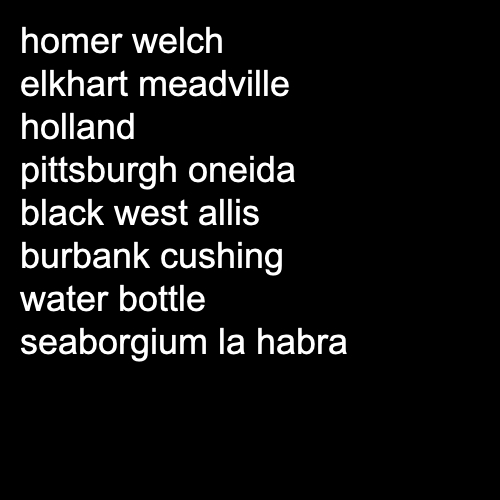 homer welch
elkhart meadville
holland
pittsburgh oneida
black west allis
burbank cushing
water bottle
seaborgium la habra